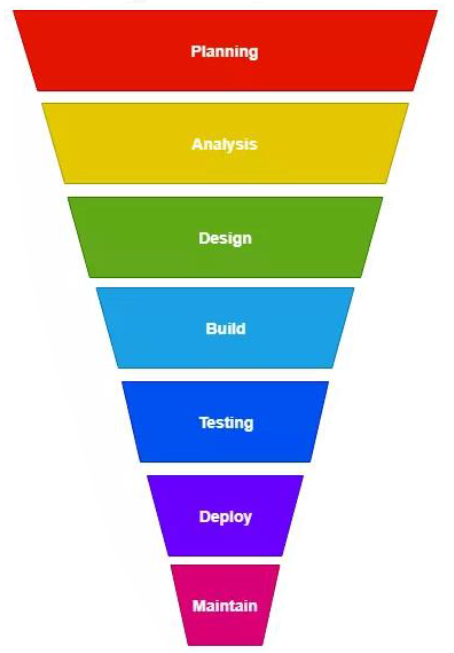 Planning
Analysis
Design
Build
Testing
Deploy
Maintain